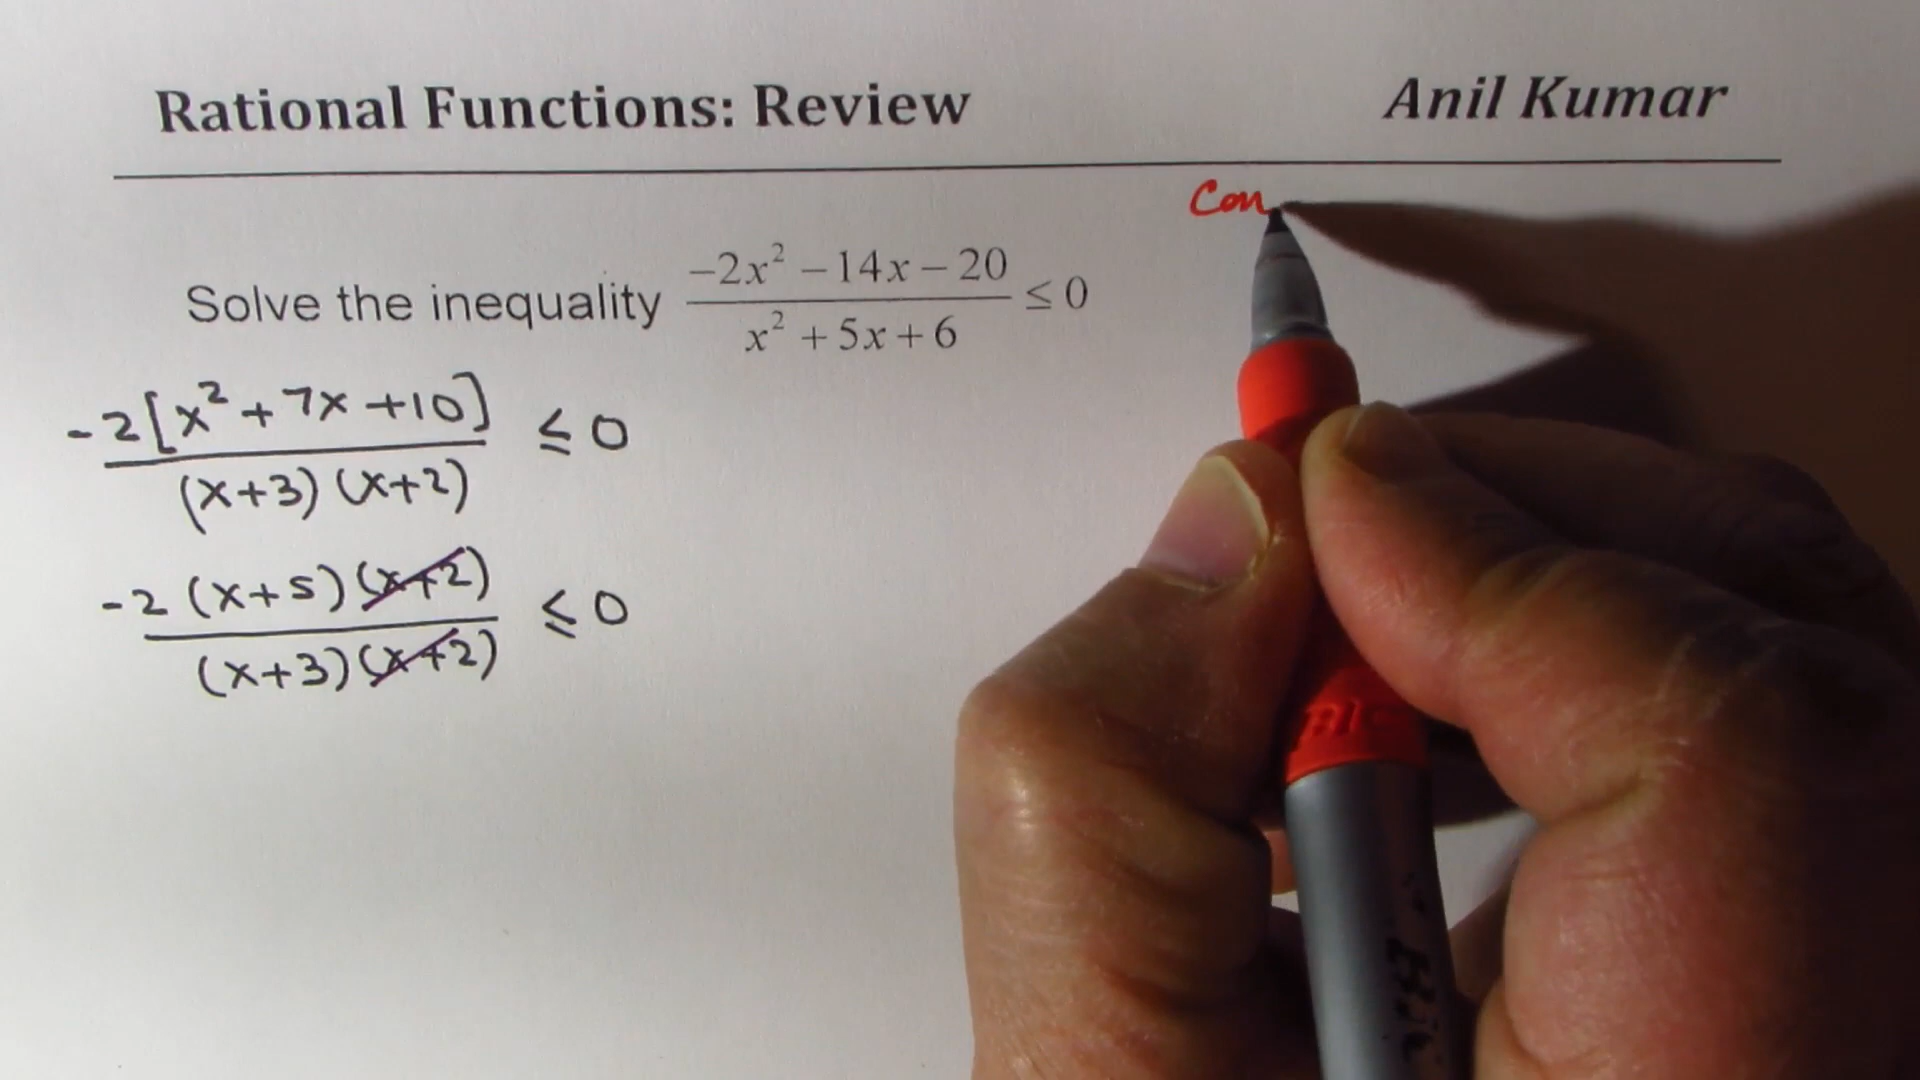 Rational Functions: Review
Anil Kumar
Con
Solve the inequality (-2x² - 14x - 20)/(x² + 5x + 6) ≤ 0
-2[x² + 7x + 10]/(x+3)(x+2) ≤ 0
-2(x+5)(x+2)/(x+3)(x+2) ≤ 0